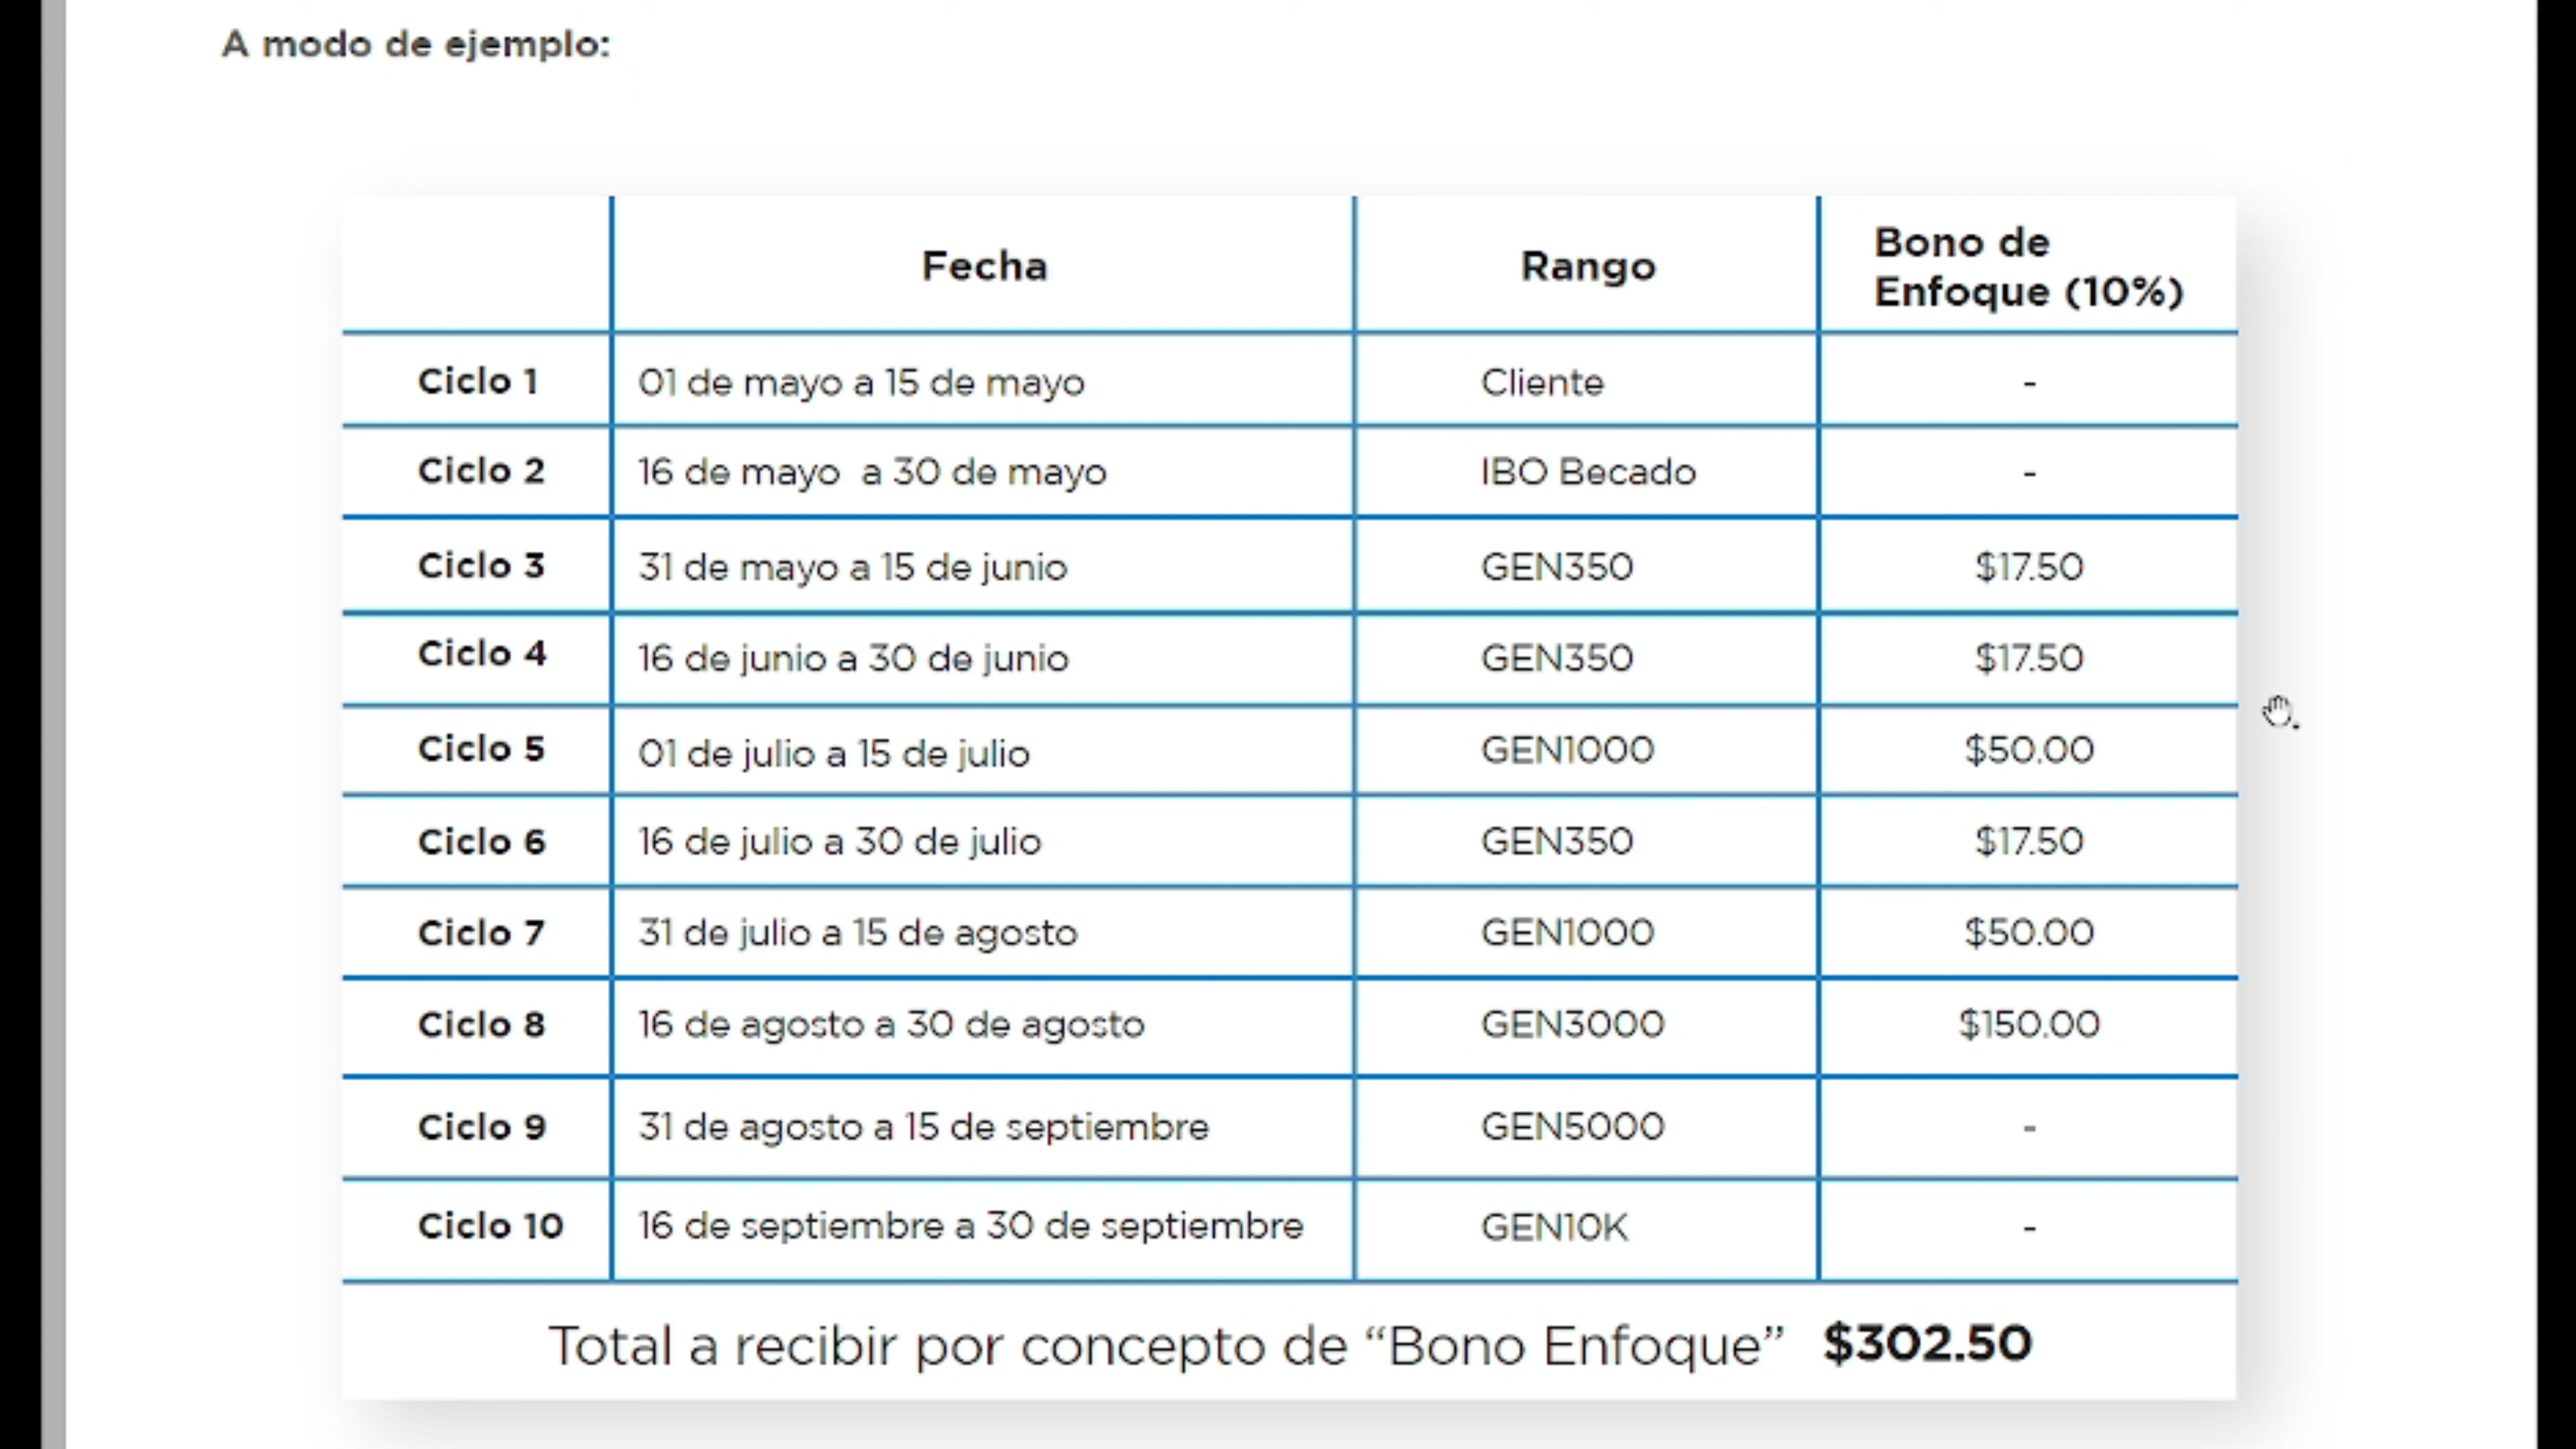 A modo de ejemplo:
Fecha Rango Bono de
Enfoque (10%)
Ciclo 1 01 de mayo a 15 de mayo Cliente -
Ciclo 2 16 de mayo a 30 de mayo IBO Becado -
Ciclo 3 31 de mayo a 15 de junio GEN350 $17.50
Ciclo 4 16 de junio a 30 de junio GEN350 $17.50
Ciclo 5 01 de julio a 15 de julio GEN1000 $50.00
Ciclo 6 16 de julio a 30 de julio GEN350 $17.50
Ciclo 7 31 de julio a 15 de agosto GEN1000 $50.00
Ciclo 8 16 de agosto a 30 de agosto GEN3000 $150.00
Ciclo 9 31 de agosto a 15 de septiembre GEN5000 -
Ciclo 10 16 de septiembre a 30 de septiembre GEN10K -
Total a recibir por concepto de “Bono Enfoque” $302.50